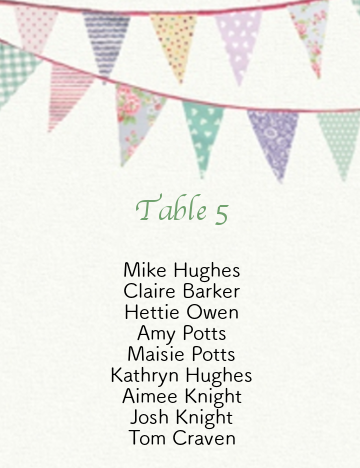 Table 5
Mike Hughes
Claire Barker
Hettie Owen
Amy Potts
Maisie Potts
Kathryn Hughes
Aimee Knight
Josh Knight
Tom Craven